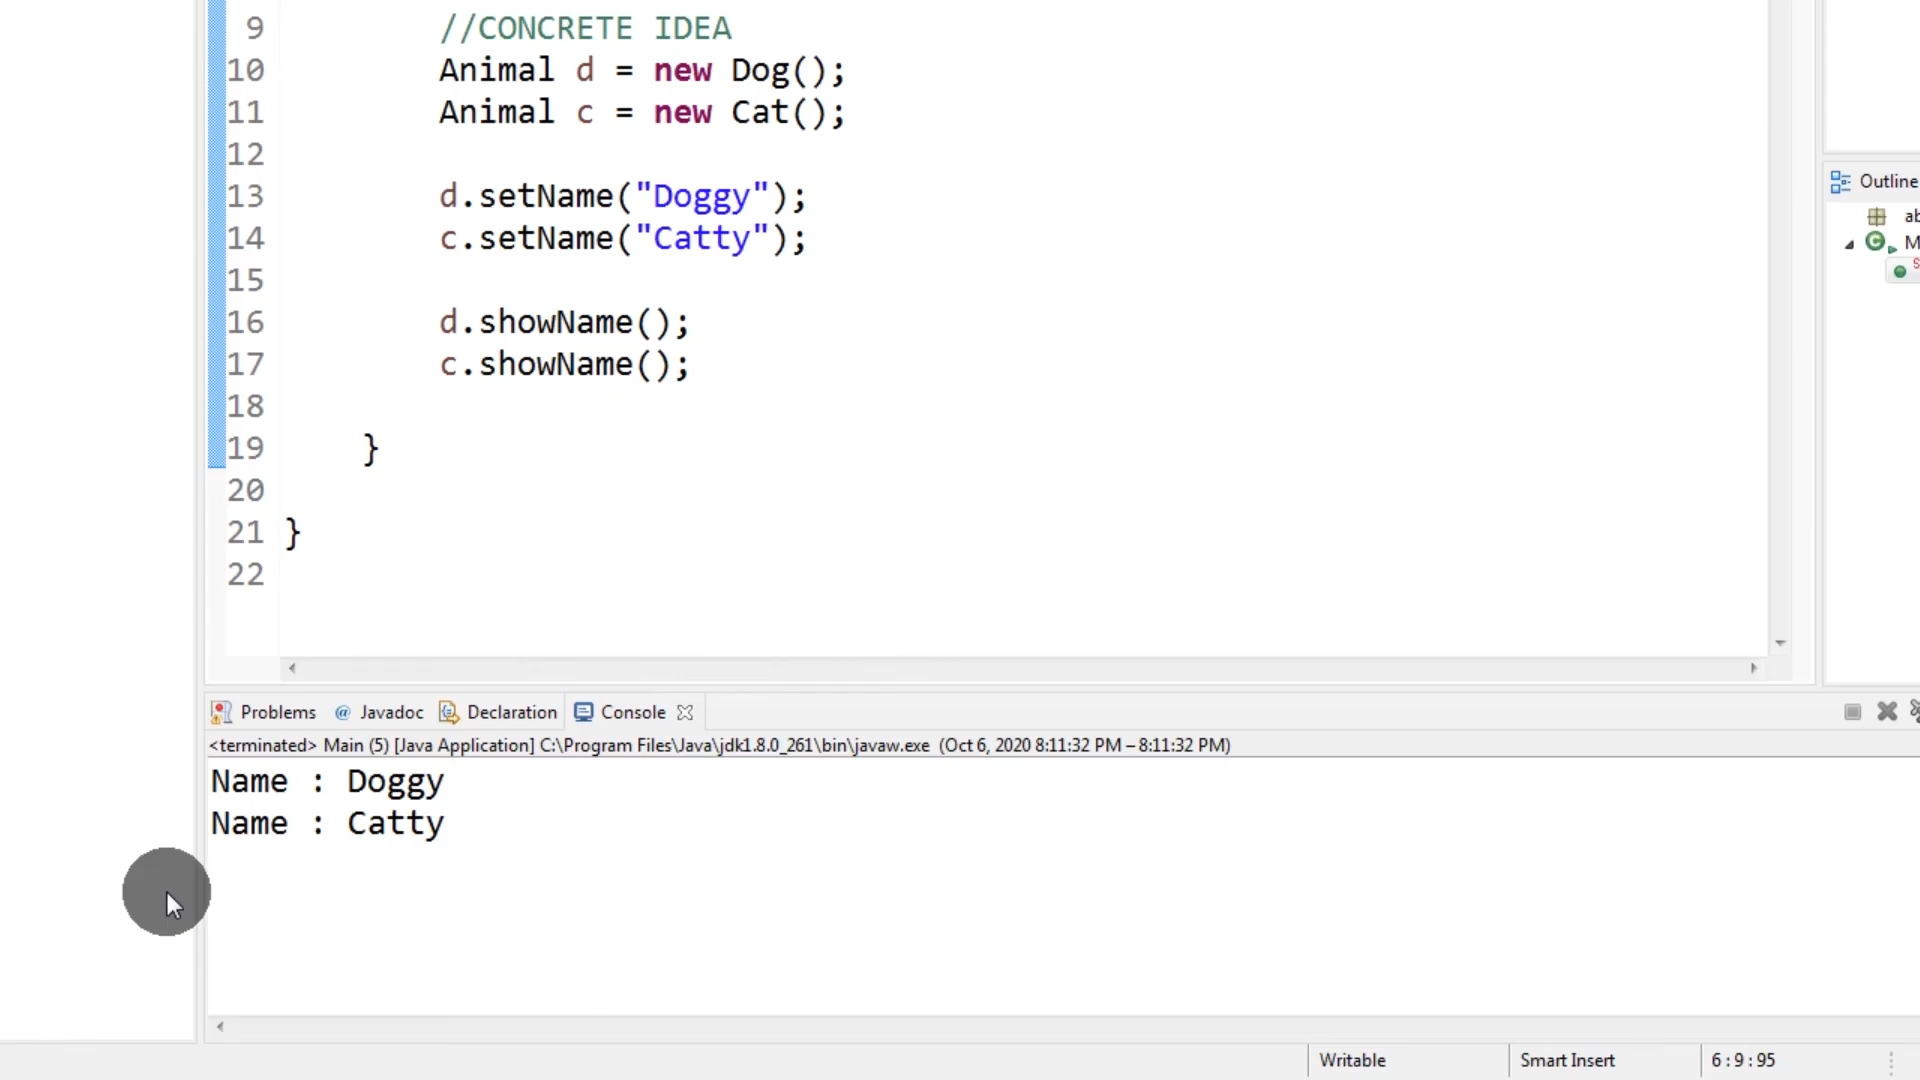 9 //CONCRETE IDEA
10 Animal d = new Dog();
11 Animal c = new Cat();
12
13 d.setName("Doggy");
14 c.setName("Catty");
15
16 d.showName();
17 c.showName();
18
19 }
20
21 }
22
Outline
Problems @ Javadoc Declaration Console
<terminated> Main (5) [Java Application] C:\Program Files\Java\jdk1.8.0_261\bin\javaw.exe (Oct 6, 2020 8:11:32 PM – 8:11:32 PM)
Name : Doggy
Name : Catty
Writable Smart Insert 6 : 9 : 95